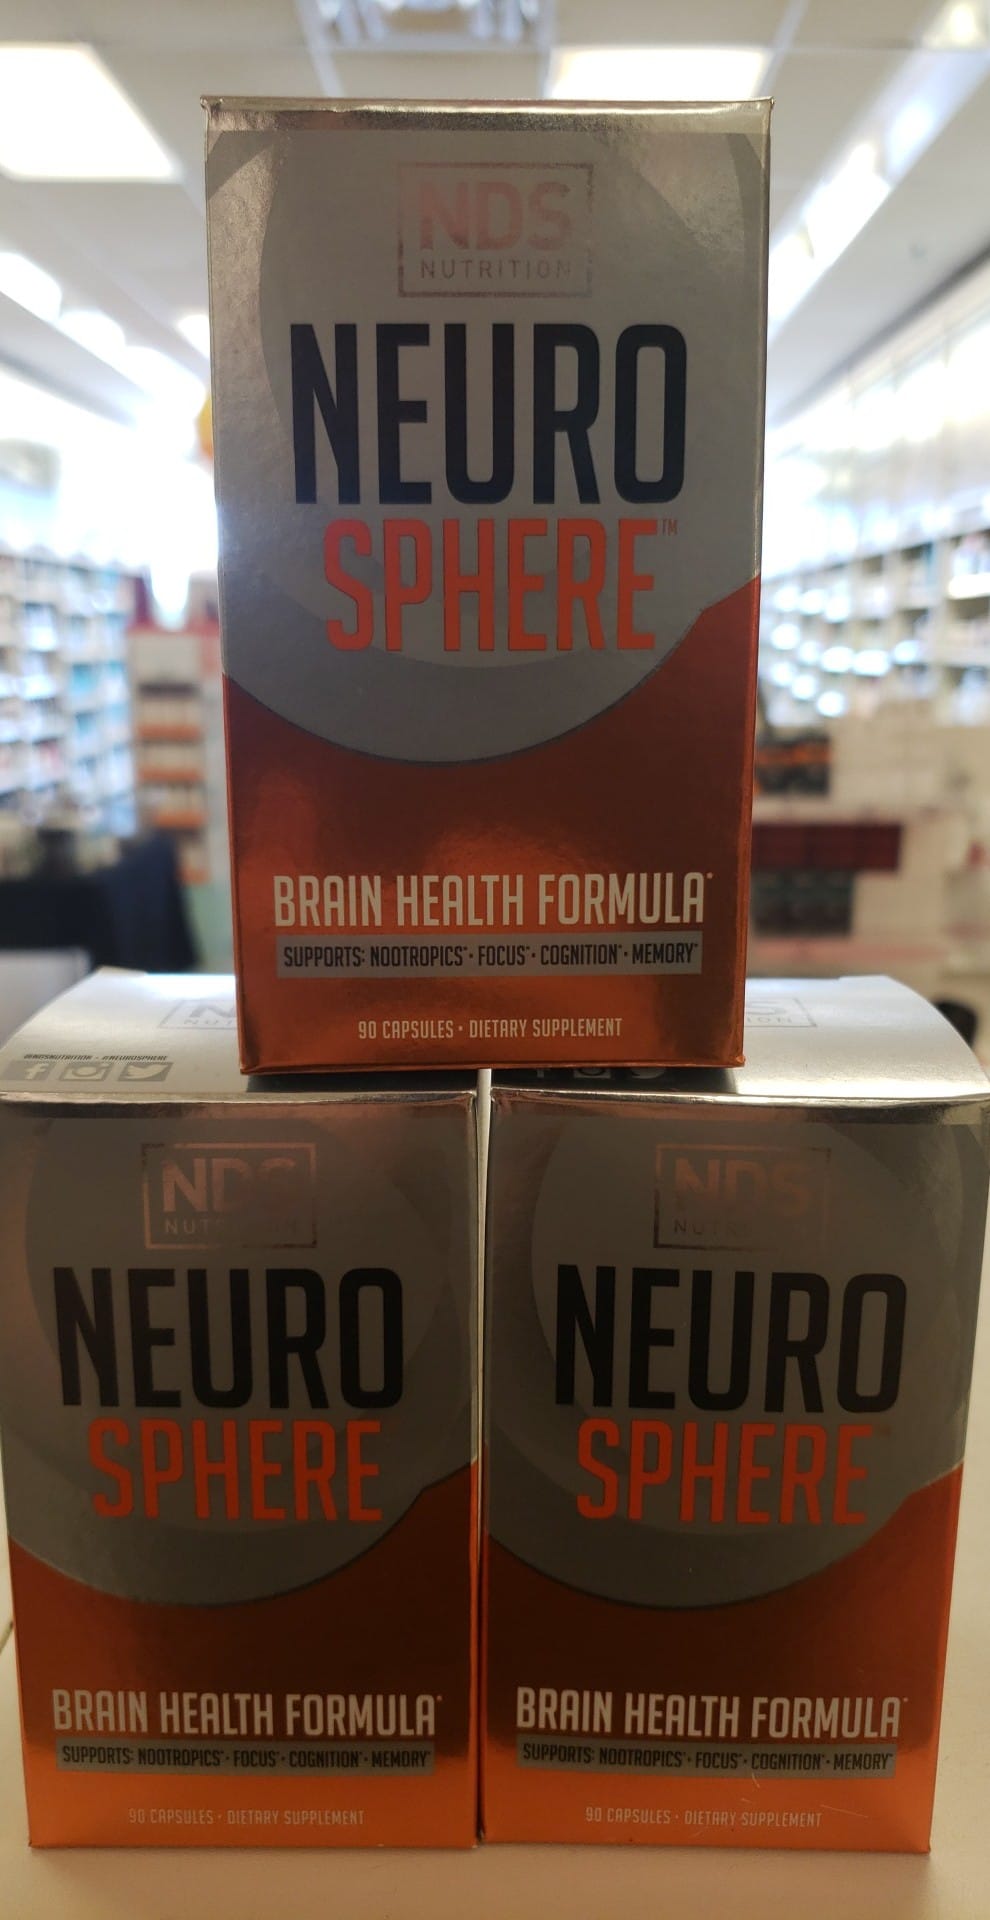 NDS
NUTRITION
NEURO
SPHERE™
BRAIN HEALTH FORMULA*
SUPPORTS: NOOTROPICS* · FOCUS* · COGNITION* · MEMORY*
90 CAPSULES · DIETARY SUPPLEMENT
@NDSNUTRITION · #NEUROSPHERE
NDS
NUTRITION
NEURO
SPHERE
BRAIN HEALTH FORMULA*
SUPPORTS: NOOTROPICS* · FOCUS* · COGNITION* · MEMORY*
90 CAPSULES · DIETARY SUPPLEMENT
NDS
NUTRITION
NEURO
SPHERE
BRAIN HEALTH FORMULA*
SUPPORTS: NOOTROPICS* · FOCUS* · COGNITION* · MEMORY*
90 CAPSULES · DIETARY SUPPLEMENT